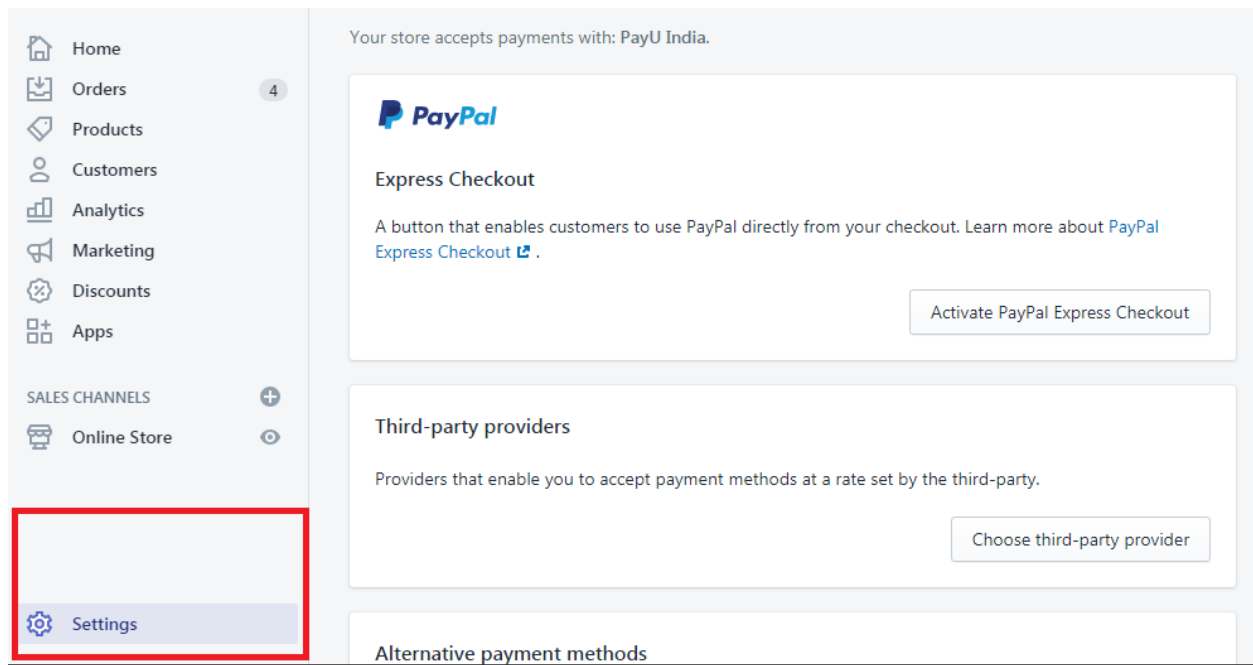 Home
Orders 4
Products
Customers
Analytics
Marketing
Discounts
Apps
SALES CHANNELS
Online Store
Settings
Your store accepts payments with: PayU India.
PayPal
Express Checkout
A button that enables customers to use PayPal directly from your checkout. Learn more about PayPal
Express Checkout .
Activate PayPal Express Checkout
Third-party providers
Providers that enable you to accept payment methods at a rate set by the third-party.
Choose third-party provider
Alternative payment methods